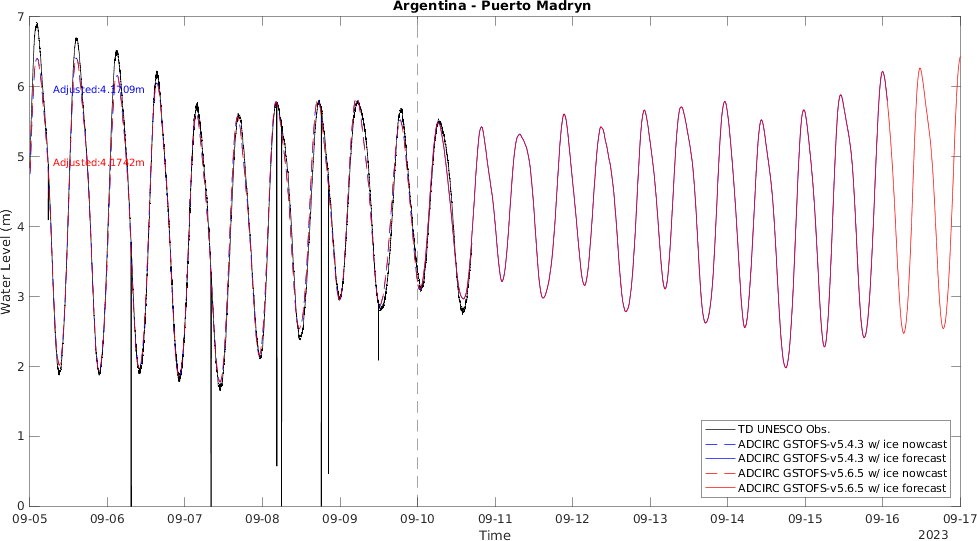 Argentina - Puerto Madryn
7
6
5
4
3
2
1
0
Water Level (m)
Adjusted:4.1709m
Adjusted:4.1742m
TD UNESCO Obs.
ADCIRC GSTOFS-v5.4.3 w/ ice nowcast
ADCIRC GSTOFS-v5.4.3 w/ ice forecast
ADCIRC GSTOFS-v5.6.5 w/ ice nowcast
ADCIRC GSTOFS-v5.6.5 w/ ice forecast
09-05 09-06 09-07 09-08 09-09 09-10 09-11 09-12 09-13 09-14 09-15 09-16 09-17
Time
2023